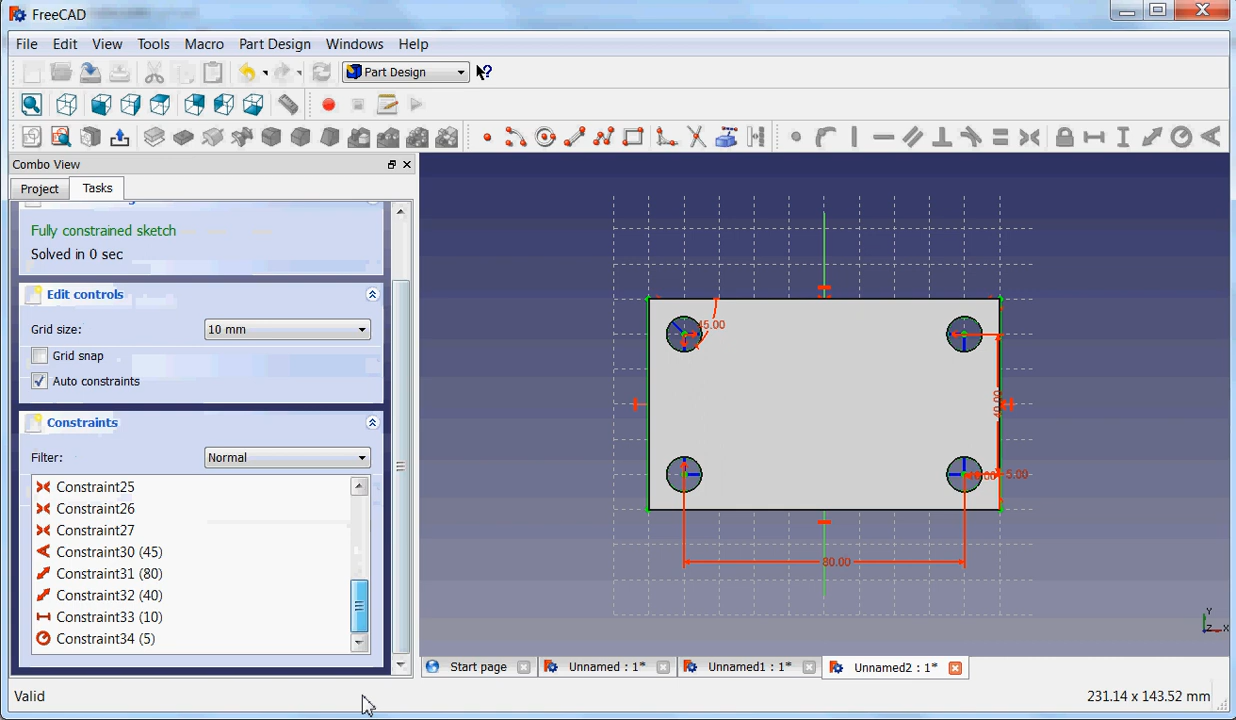 FreeCAD
File Edit View Tools Macro Part Design Windows Help
Part Design
Combo View
Project Tasks
Fully constrained sketch
Solved in 0 sec
Edit controls
Grid size: 10 mm
Grid snap
Auto constraints
Constraints
Filter: Normal
Constraint25
Constraint26
Constraint27
Constraint30 (45)
Constraint31 (80)
Constraint32 (40)
Constraint33 (10)
Constraint34 (5)
45.00
40.00
5.00
80.00
Y
Z X
Start page Unnamed : 1* Unnamed1 : 1* Unnamed2 : 1*
Valid 231.14 x 143.52 mm